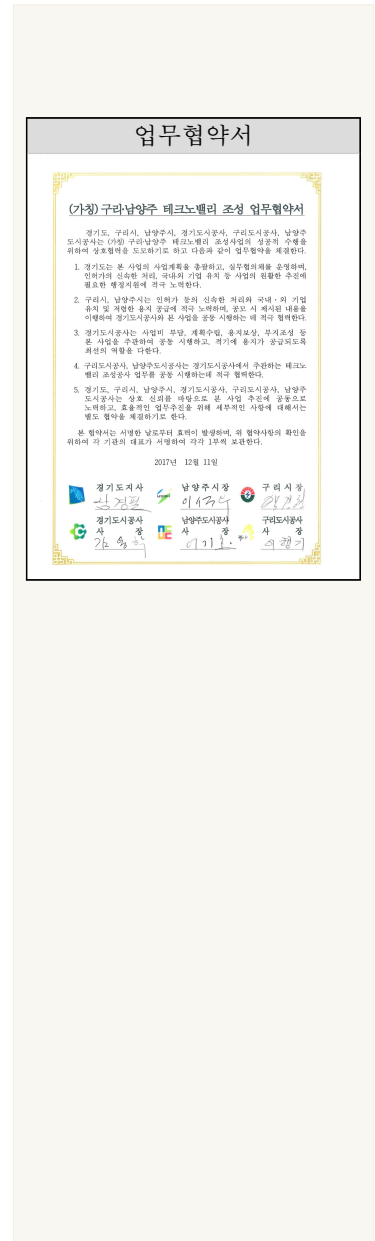 업무협약서
(가칭) 구리·남양주 테크노밸리 조성 업무협약서
경기도, 구리시, 남양주시, 경기도시공사, 구리도시공사, 남양주
도시공사는 (가칭) 구리·남양주 테크노밸리 조성사업의 성공적 수행을
위하여 상호협력을 도모하기로 하고 다음과 같이 업무협약을 체결한다.
1. 경기도는 본 사업의 사업계획을 총괄하고, 실무협의체를 운영하며,
인허가의 신속한 처리, 국내·외 기업 유치 등 사업의 원활한 추진에
필요한 행정지원에 적극 노력한다.
2. 구리시, 남양주시는 인허가 등의 신속한 처리와 국내·외 기업
유치 및 저렴한 용지 공급에 적극 노력하며, 공모 시 제시된 내용을
이행하여 경기도시공사와 본 사업을 공동 시행하는 데 적극 협력한다.
3. 경기도시공사는 사업비 부담, 계획수립, 용지보상, 부지조성 등
본 사업을 주관하여 공동 시행하고, 적기에 용지가 공급되도록
최선의 역할을 다한다.
4. 구리도시공사, 남양주도시공사는 경기도시공사에서 주관하는 테크노
밸리 조성공사 업무를 공동 시행하는데 적극 협력한다.
5. 경기도, 구리시, 남양주시, 경기도시공사, 구리도시공사, 남양주
도시공사는 상호 신뢰를 바탕으로 본 사업 추진에 공동으로
노력하고, 효율적인 업무추진을 위해 세부적인 사항에 대해서는
별도 협약을 체결하기로 한다.
본 협약서는 서명한 날로부터 효력이 발생하며, 위 협약사항의 확인을
위하여 각 기관의 대표가 서명하여 각각 1부씩 보관한다.
2017년 12월 11일
경기도지사 남양주시장 구리시장
경기도시공사 남양주도시공사 구리도시공사
사 장 사 장 사 장